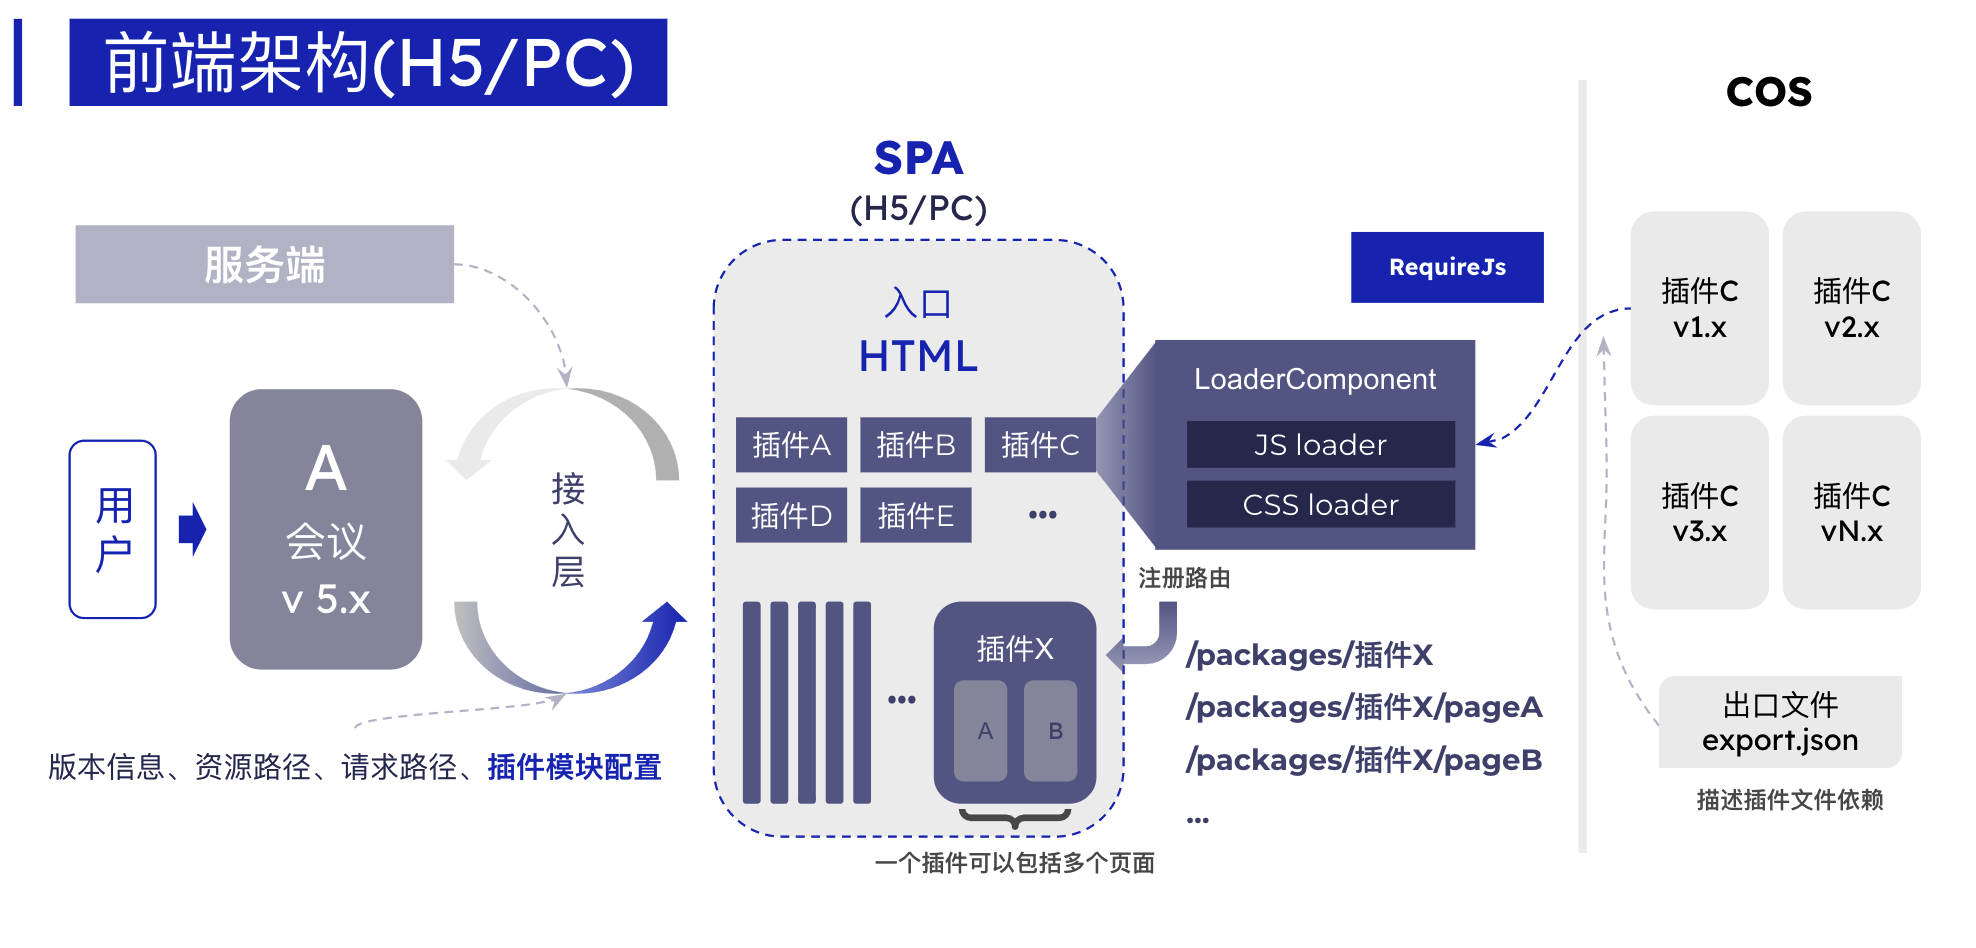 前端架构(H5/PC)
COS
SPA
(H5/PC)
服务端
用
户
A
会议
v 5.x
接
入
层
版本信息、资源路径、请求路径、插件模块配置
入口
HTML
插件A
插件B
插件C
插件D
插件E
•••
•••
插件X
A
B
一个插件可以包括多个页面
RequireJs
LoaderComponent
JS loader
CSS loader
注册路由
/packages/插件X
/packages/插件X/pageA
/packages/插件X/pageB
...
插件C
v1.x
插件C
v2.x
插件C
v3.x
插件C
vN.x
出口文件
export.json
描述插件文件依赖